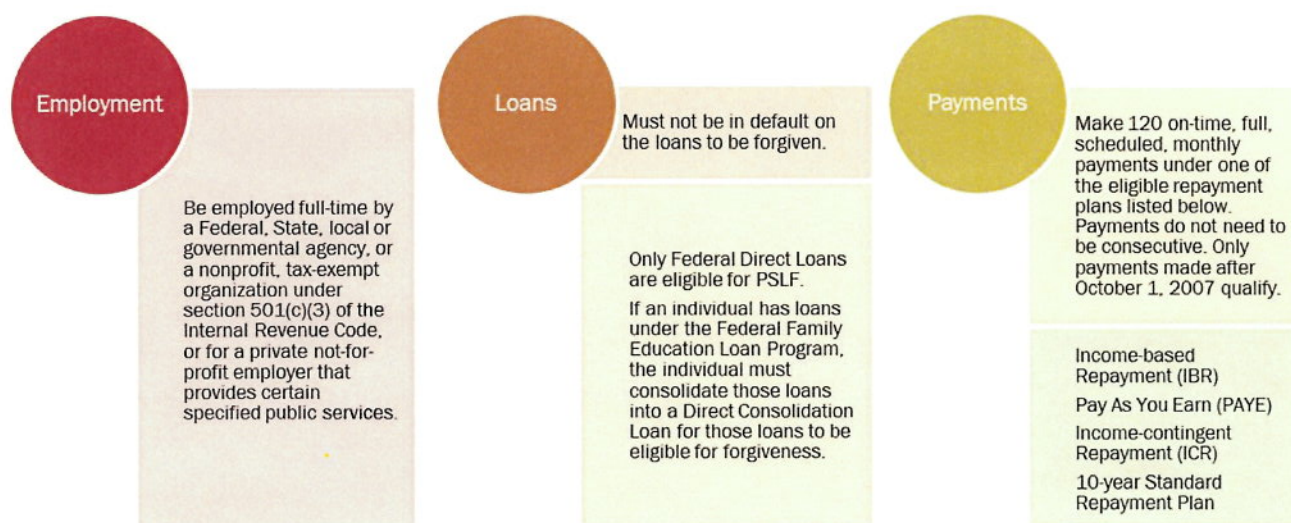 Employment
Be employed full-time by
a Federal, State, local or
governmental agency, or
a nonprofit, tax-exempt
organization under
section 501(c)(3) of the
Internal Revenue Code,
or for a private not-for-
profit employer that
provides certain
specified public services.
Loans
Must not be in default on
the loans to be forgiven.
Only Federal Direct Loans
are eligible for PSLF.
If an individual has loans
under the Federal Family
Education Loan Program,
the individual must
consolidate those loans
into a Direct Consolidation
Loan for those loans to be
eligible for forgiveness.
Payments
Make 120 on-time, full,
scheduled, monthly
payments under one of
the eligible repayment
plans listed below.
Payments do not need to
be consecutive. Only
payments made after
October 1, 2007 qualify.
Income-based
Repayment (IBR)
Pay As You Earn (PAYE)
Income-contingent
Repayment (ICR)
10-year Standard
Repayment Plan